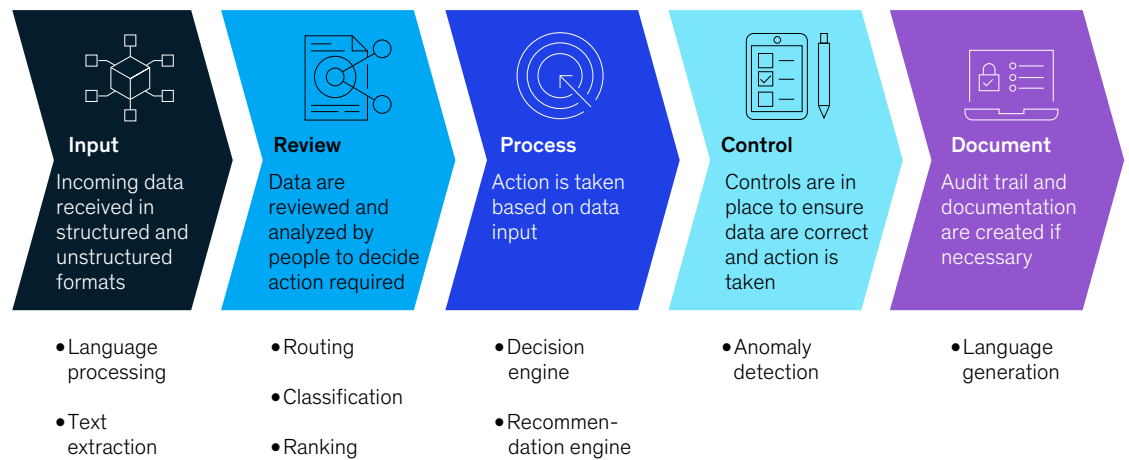 Input
Incoming data
received in
structured and
unstructured
formats
• Language
processing
• Text
extraction
Review
Data are
reviewed and
analyzed by
people to decide
action required
• Routing
• Classification
• Ranking
Process
Action is taken
based on data
input
• Decision
engine
• Recommen-
dation engine
Control
Controls are in
place to ensure
data are correct
and action is
taken
• Anomaly
detection
Document
Audit trail and
documentation
are created if
necessary
• Language
generation